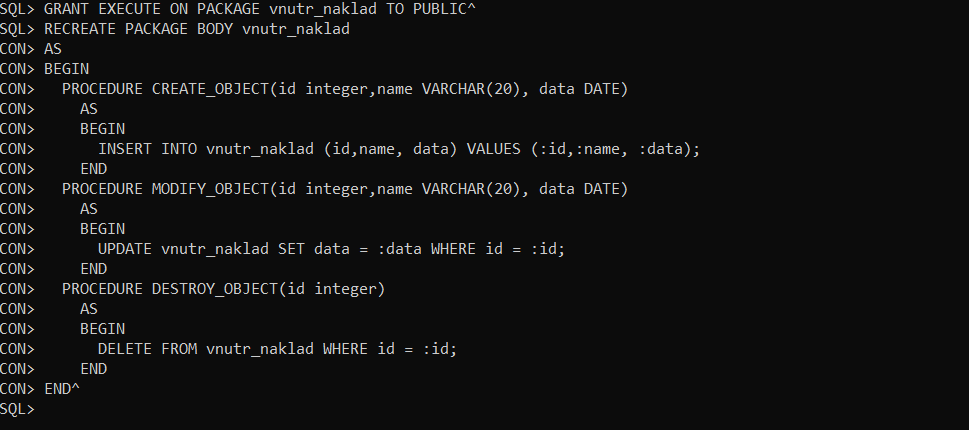 SQL> GRANT EXECUTE ON PACKAGE vnutr_naklad TO PUBLIC^
SQL> RECREATE PACKAGE BODY vnutr_naklad
CON> AS
CON> BEGIN
CON>   PROCEDURE CREATE_OBJECT(id integer,name VARCHAR(20), data DATE)
CON>     AS
CON>     BEGIN
CON>       INSERT INTO vnutr_naklad (id,name, data) VALUES (:id,:name, :data);
CON>     END
CON>   PROCEDURE MODIFY_OBJECT(id integer,name VARCHAR(20), data DATE)
CON>     AS
CON>     BEGIN
CON>       UPDATE vnutr_naklad SET data = :data WHERE id = :id;
CON>     END
CON>   PROCEDURE DESTROY_OBJECT(id integer)
CON>     AS
CON>     BEGIN
CON>       DELETE FROM vnutr_naklad WHERE id = :id;
CON>     END
CON> END^
SQL>